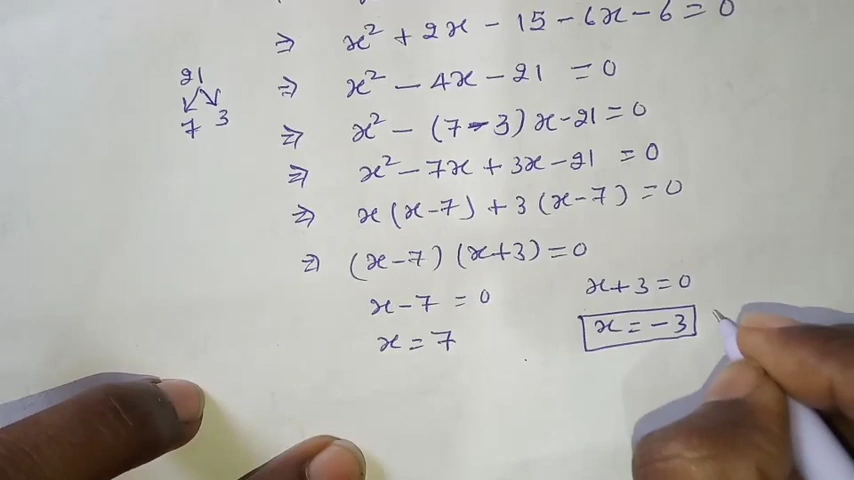 ⇒ x² + 2x - 15 - 6x - 6 = 0
21
7 3
⇒ x² - 4x - 21 = 0
⇒ x² - (7 - 3) x - 21 = 0
⇒ x² - 7x + 3x - 21 = 0
⇒ x (x - 7) + 3 (x - 7) = 0
⇒ (x - 7) (x + 3) = 0
x - 7 = 0
x = 7
x + 3 = 0
x = -3